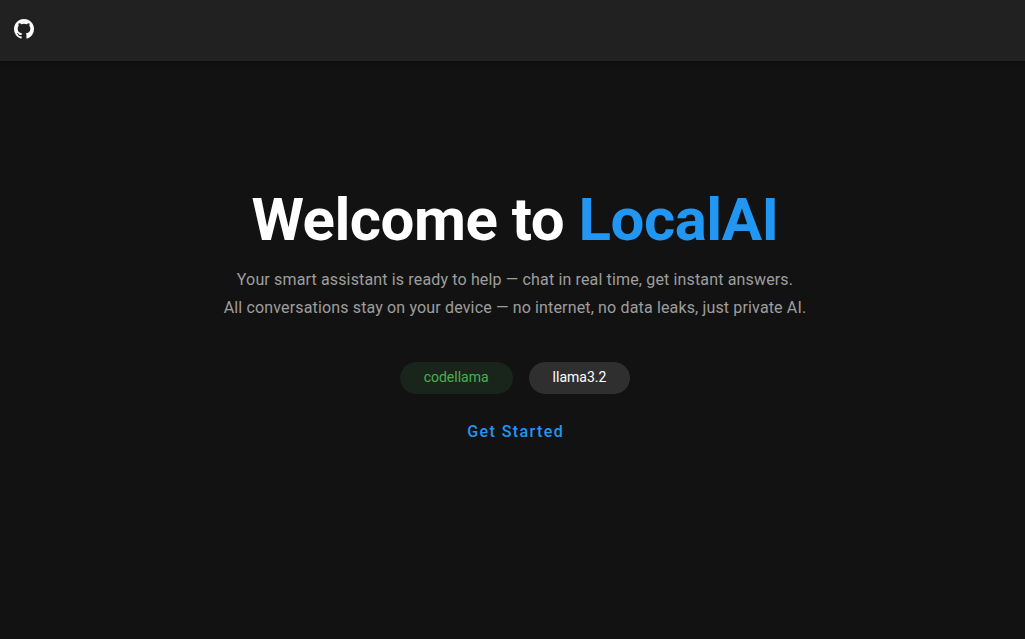 Welcome to LocalAI
Your smart assistant is ready to help — chat in real time, get instant answers.
All conversations stay on your device — no internet, no data leaks, just private AI.
codellama
llama3.2
Get Started